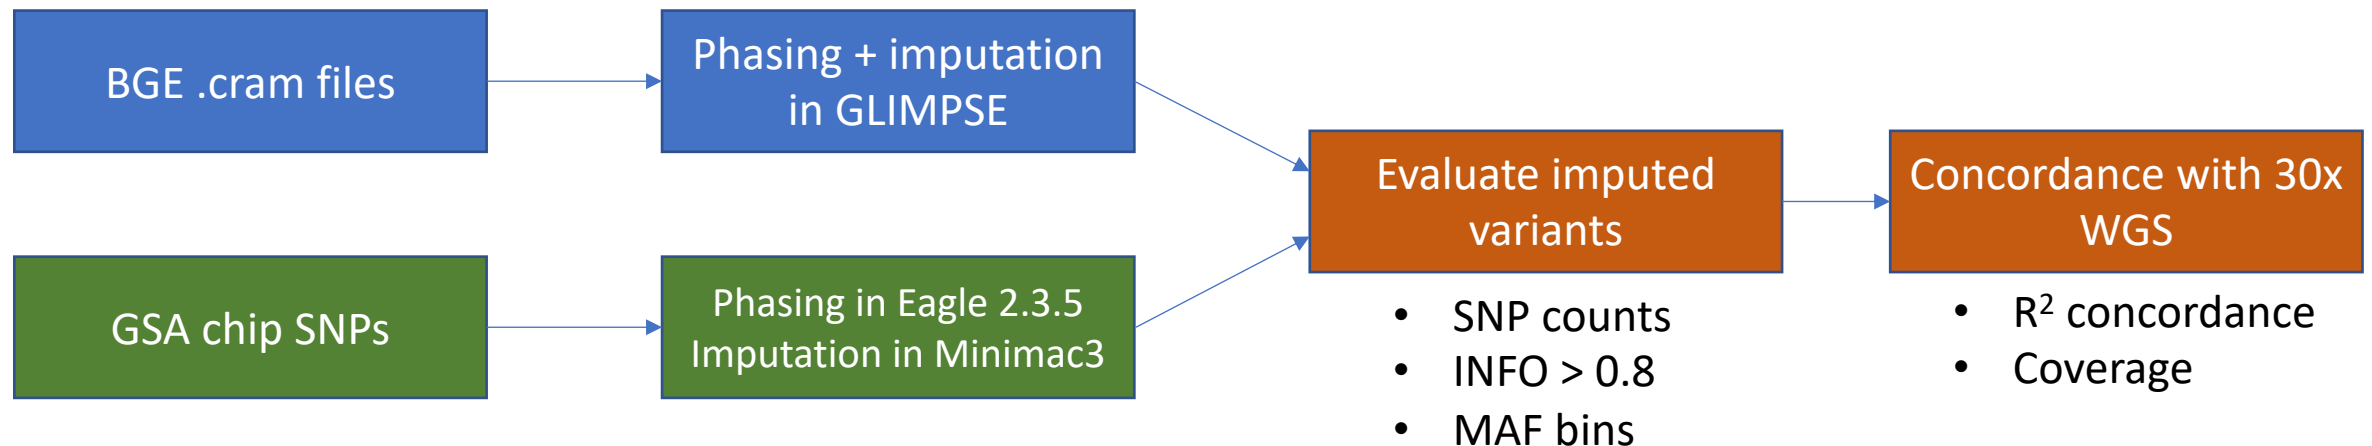 BGE .cram files
Phasing + imputation
in GLIMPSE
GSA chip SNPs
Phasing in Eagle 2.3.5
Imputation in Minimac3
Evaluate imputed
variants
• SNP counts
• INFO > 0.8
• MAF bins
Concordance with 30x
WGS
• R² concordance
• Coverage